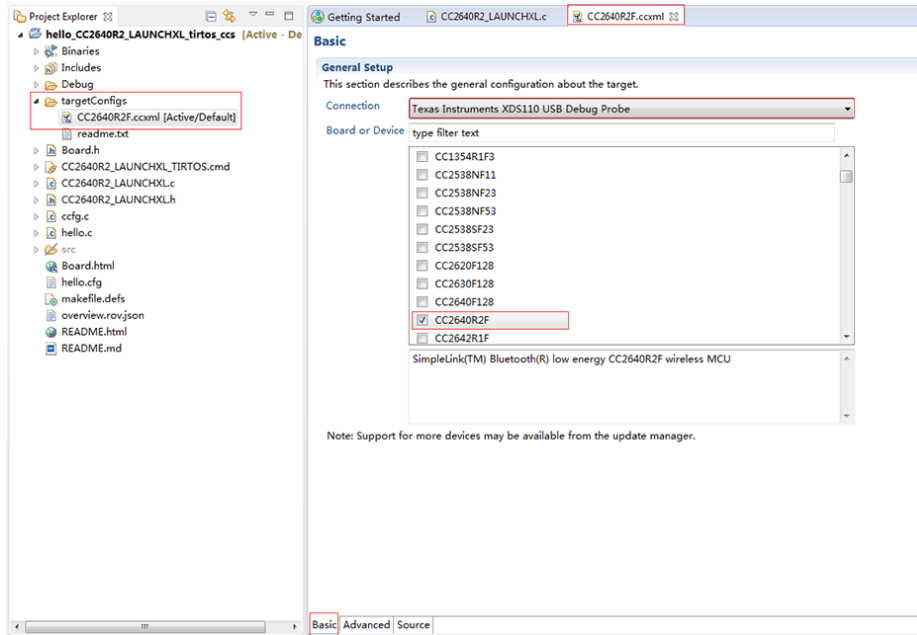 Project Explorer
hello_CC2640R2_LAUNCHXL_tirtos_ccs [Active - De
Binaries
Includes
Debug
targetConfigs
CC2640R2F.ccxml [Active/Default]
readme.txt
Board.h
CC2640R2_LAUNCHXL_TIRTOS.cmd
CC2640R2_LAUNCHXL.c
CC2640R2_LAUNCHXL.h
ccfg.c
hello.c
src
Board.html
hello.cfg
makefile.defs
overview.rov.json
README.html
README.md
Getting Started
CC2640R2_LAUNCHXL.c
CC2640R2F.ccxml
Basic
General Setup
This section describes the general configuration about the target.
Connection
Texas Instruments XDS110 USB Debug Probe
Board or Device
type filter text
CC1354R1F3
CC2538NF11
CC2538NF23
CC2538NF53
CC2538SF23
CC2538SF53
CC2620F128
CC2630F128
CC2640F128
CC2640R2F
CC2642R1F
SimpleLink(TM) Bluetooth(R) low energy CC2640R2F wireless MCU
Note: Support for more devices may be available from the update manager.
Basic Advanced Source